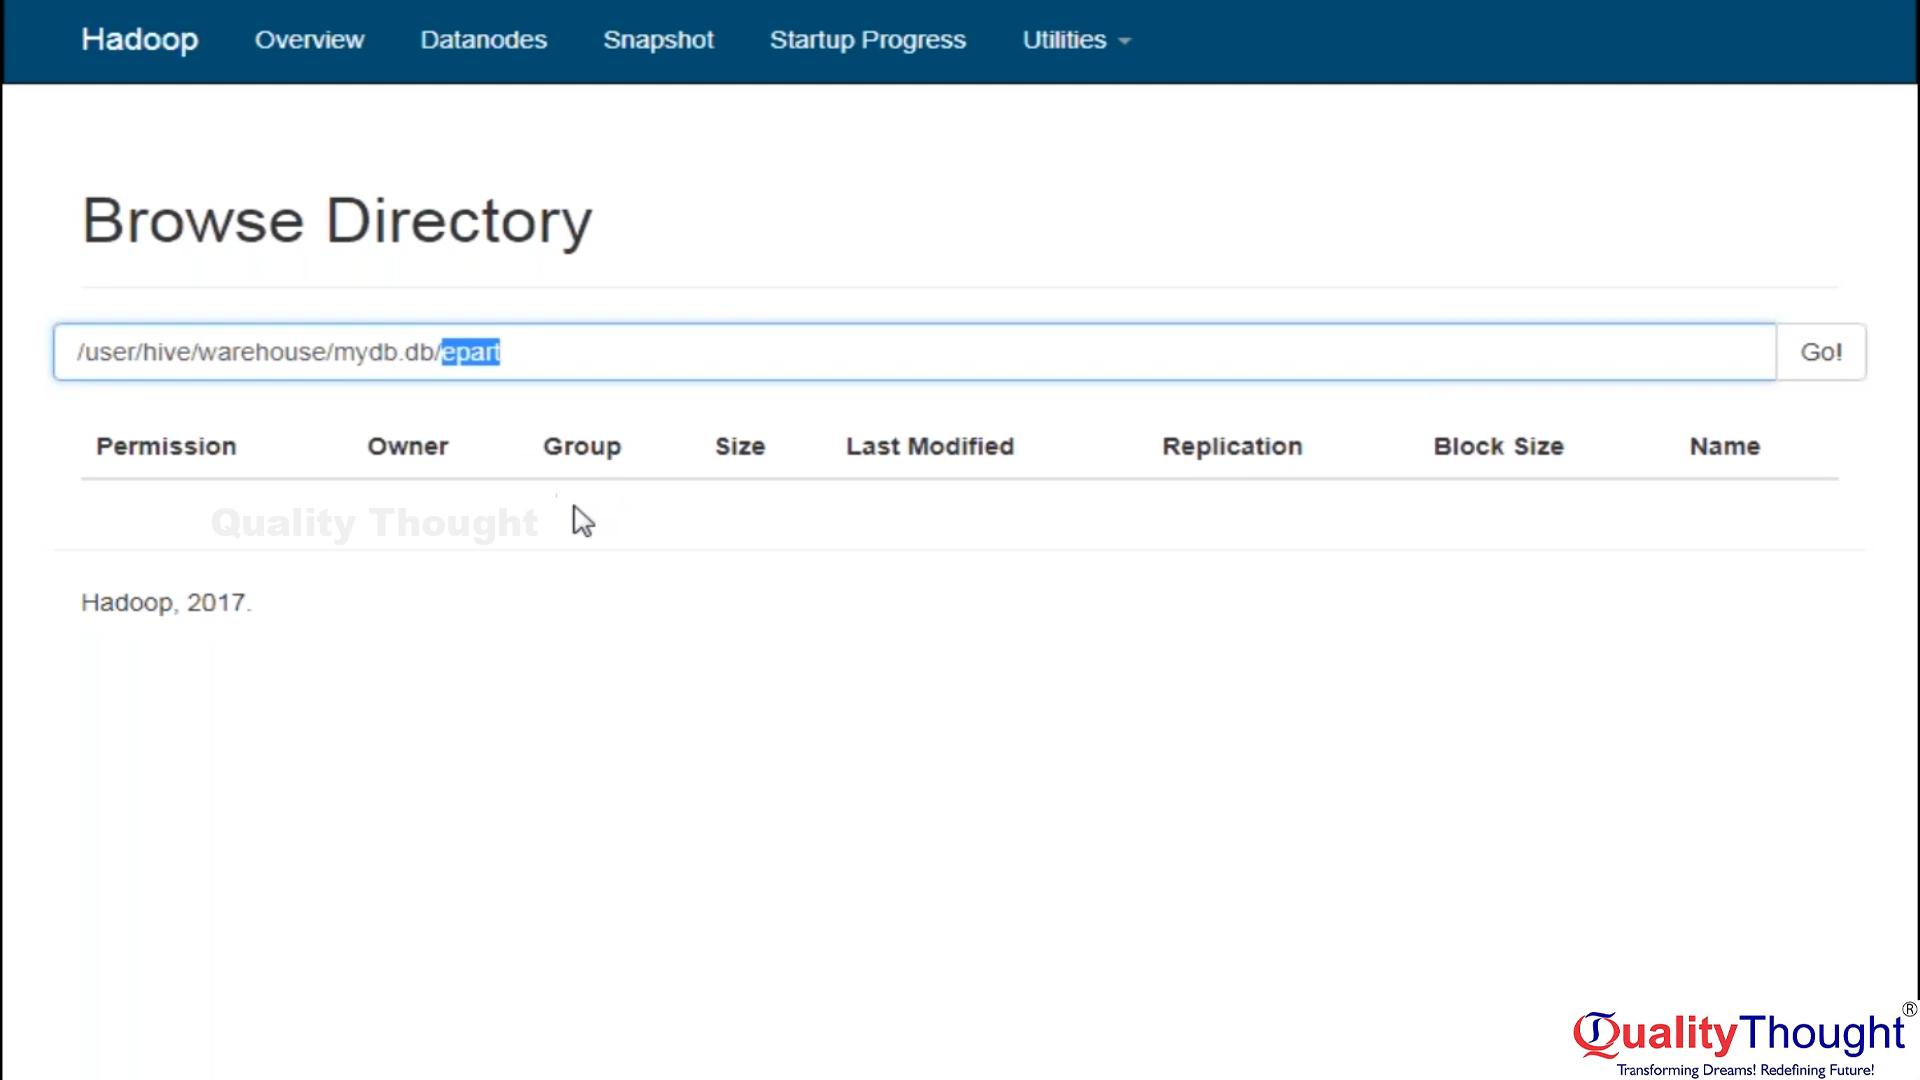 Hadoop Overview Datanodes Snapshot Startup Progress Utilities
Browse Directory
/user/hive/warehouse/mydb.db/epart Go!
Permission Owner Group Size Last Modified Replication Block Size Name
Quality Thought
Hadoop, 2017.
QualityThought®
Transforming Dreams! Redefining Future!